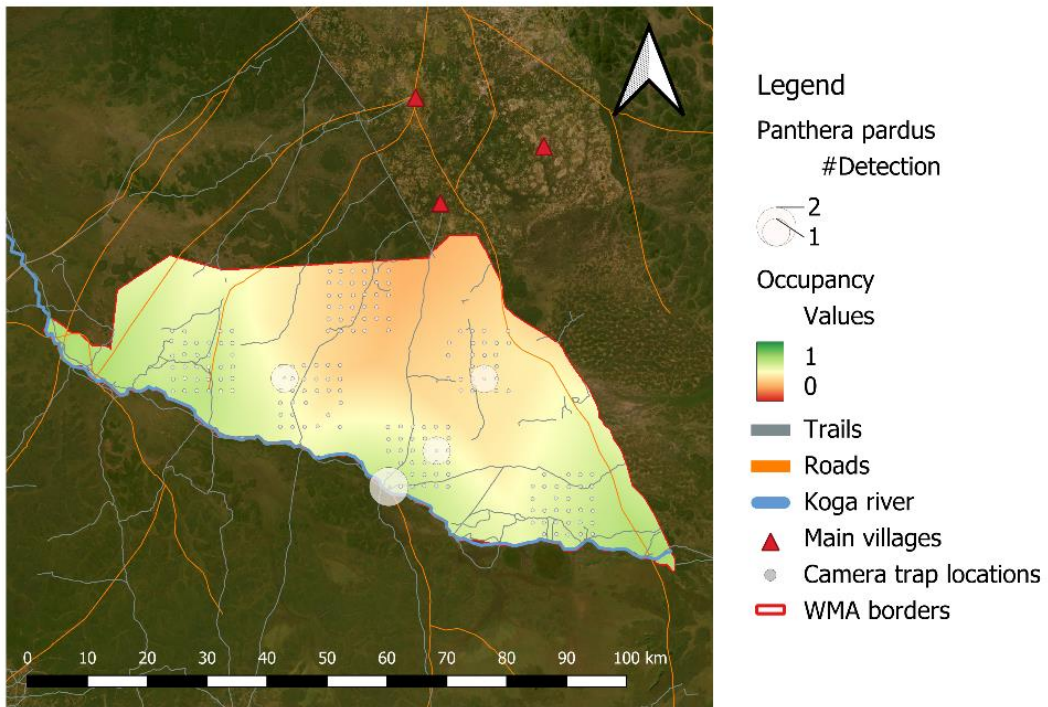 Legend
Panthera pardus
#Detection
2
1
Occupancy
Values
1
0
Trails
Roads
Koga river
Main villages
Camera trap locations
WMA borders
0 10 20 30 40 50 60 70 80 90 100 km